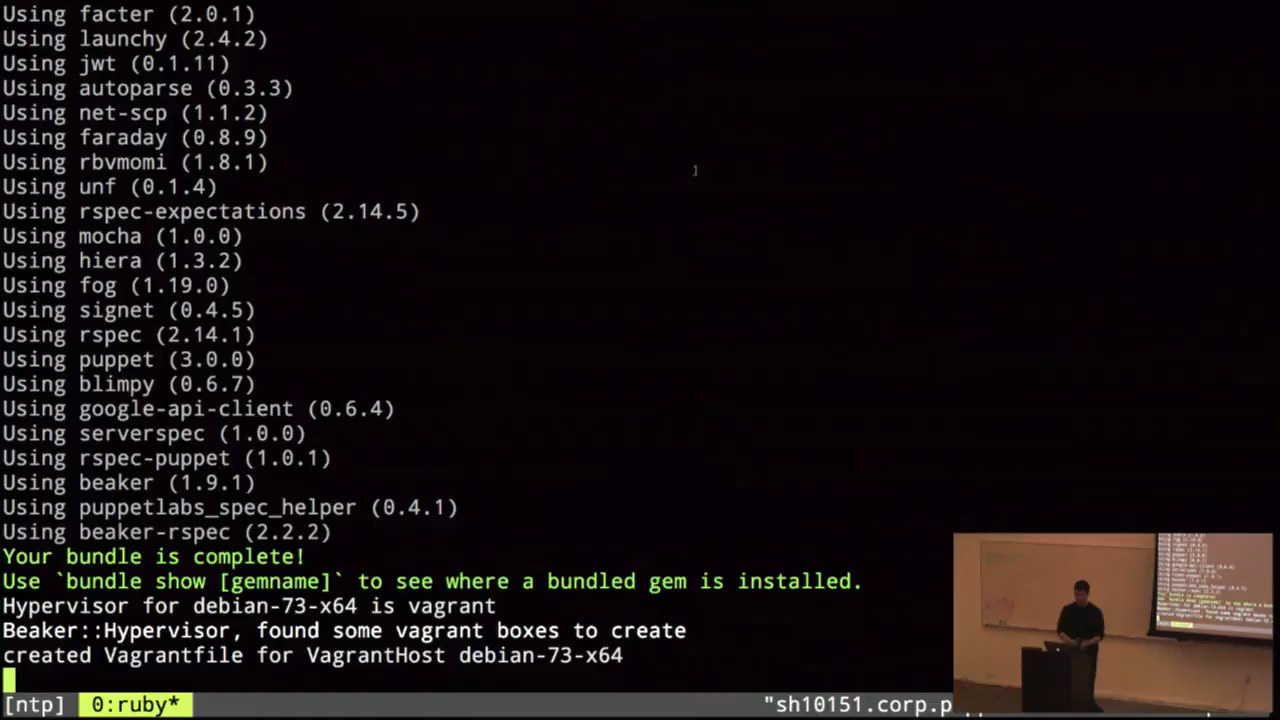 Using facter (2.0.1)
Using launchy (2.4.2)
Using jwt (0.1.11)
Using autoparse (0.3.3)
Using net-scp (1.1.2)
Using faraday (0.8.9)
Using rbvmomi (1.8.1)
Using unf (0.1.4)
Using rspec-expectations (2.14.5)
Using mocha (1.0.0)
Using hiera (1.3.2)
Using fog (1.19.0)
Using signet (0.4.5)
Using rspec (2.14.1)
Using puppet (3.0.0)
Using blimpy (0.6.7)
Using google-api-client (0.6.4)
Using serverspec (1.0.0)
Using rspec-puppet (1.0.1)
Using beaker (1.9.1)
Using puppetlabs_spec_helper (0.4.1)
Using beaker-rspec (2.2.2)
Your bundle is complete!
Use `bundle show [gemname]` to see where a bundled gem is installed.
Hypervisor for debian-73-x64 is vagrant
Beaker::Hypervisor, found some vagrant boxes to create
created Vagrantfile for VagrantHost debian-73-x64
[ntp] 0:ruby* "sh10151.corp.p